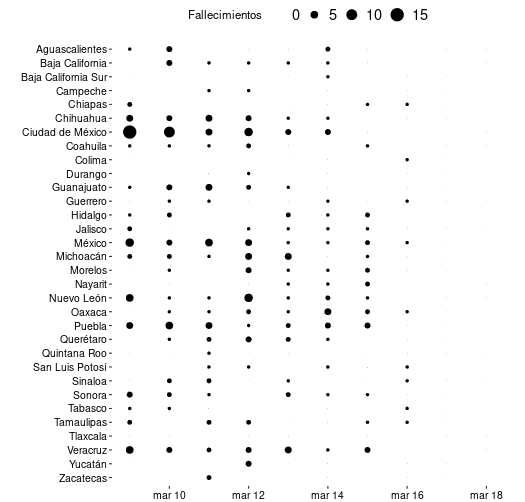 Fallecimientos 0 5 10 15
Aguascalientes
Baja California
Baja California Sur
Campeche
Chiapas
Chihuahua
Ciudad de México
Coahuila
Colima
Durango
Guanajuato
Guerrero
Hidalgo
Jalisco
México
Michoacán
Morelos
Nayarit
Nuevo León
Oaxaca
Puebla
Querétaro
Quintana Roo
San Luis Potosí
Sinaloa
Sonora
Tabasco
Tamaulipas
Tlaxcala
Veracruz
Yucatán
Zacatecas
mar 10 mar 12 mar 14 mar 16 mar 18